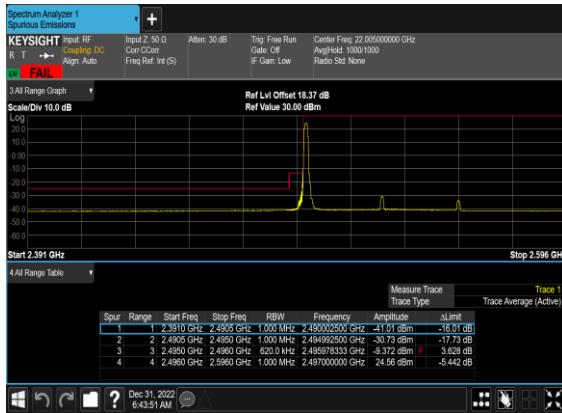 Spectrum Analyzer 1
Spurious Emissions
KEYSIGHT Input: RF Input Z: 50 Ω Atten: 30 dB Trig: Free Run Center Freq: 22.005000000 GHz
R T Coupling: DC Corr CCorr Gate: Off Avg|Hold: 1000/1000
Align: Auto Freq Ref: Int (S) IF Gain: Low Radio Std: None
FAIL
3 All Range Graph
Ref Lvl Offset 18.37 dB
Scale/Div 10.0 dB Ref Value 30.00 dBm
Log
20.0
10.0
0.00
-10.0
-20.0
-30.0
-40.0
-50.0
-60.0
Start 2.391 GHz Stop 2.596 GH
4 All Range Table
Measure Trace Trace 1
Trace Type Trace Average (Active)
Spur Range Start Freq Stop Freq RBW Frequency Amplitude ΔLimit
1 1 2.3910 GHz 2.4905 GHz 1.000 MHz 2.490002500 GHz -41.01 dBm -16.01 dB
2 2 2.4905 GHz 2.4950 GHz 1.000 MHz 2.494992500 GHz -30.73 dBm -17.73 dB
3 3 2.4950 GHz 2.4960 GHz 620.0 kHz 2.495978333 GHz -9.372 dBm F 3.628 dB
4 4 2.4960 GHz 2.5960 GHz 1.000 MHz 2.497000000 GHz 24.56 dBm -5.442 dB
? Dec 31, 2022
6:43:51 AM